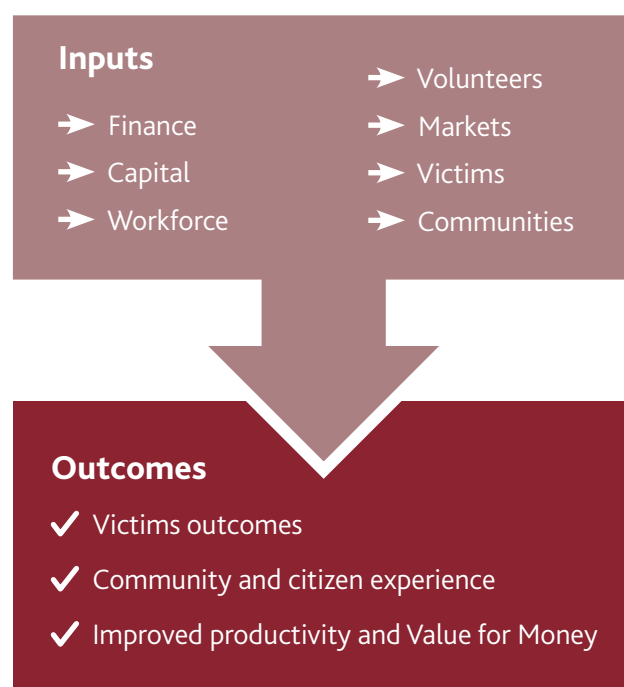 Inputs
Finance
Capital
Workforce
Volunteers
Markets
Victims
Communities
Outcomes
Victims outcomes
Community and citizen experience
Improved productivity and Value for Money